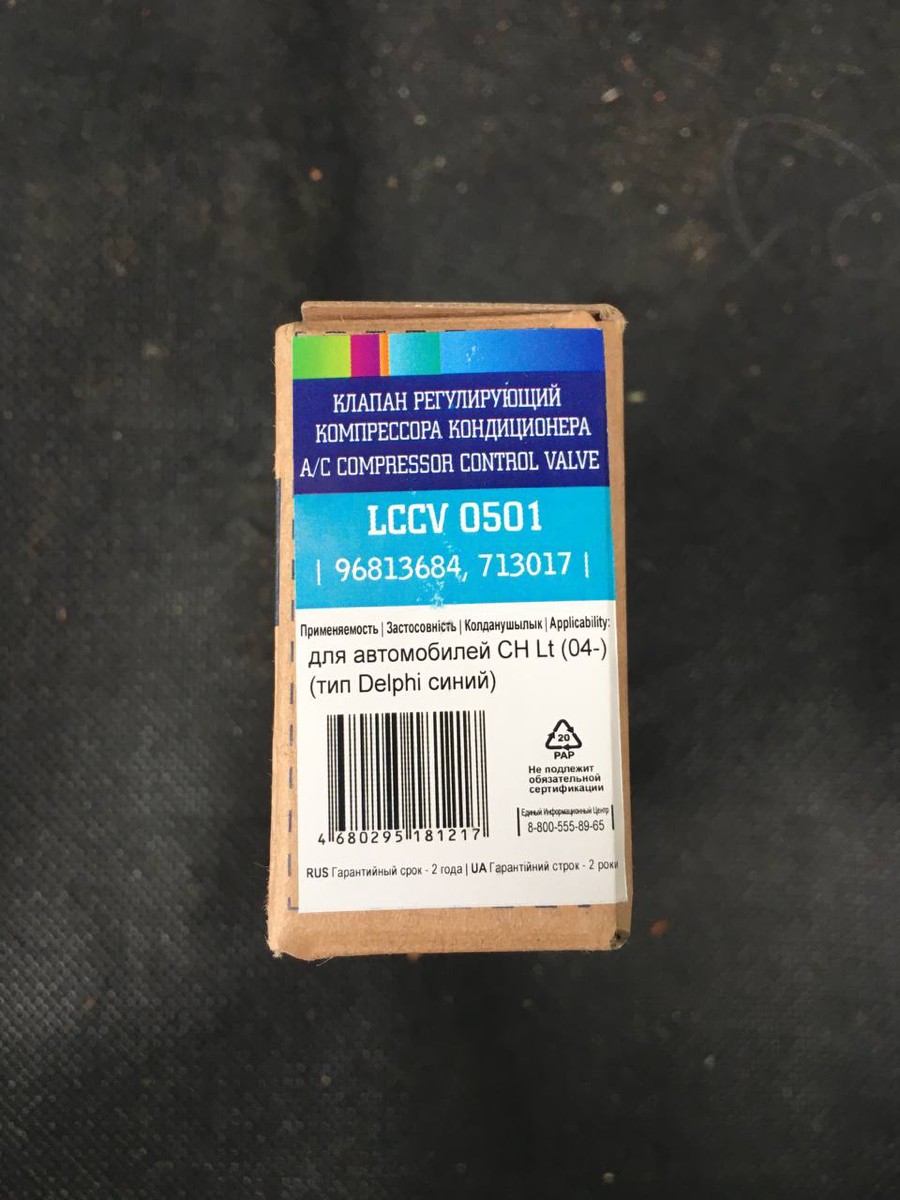 КЛАПАН РЕГУЛИРУЮЩИЙ
КОМПРЕССОРА КОНДИЦИОНЕРА
A/C COMPRESSOR CONTROL VALVE
LCCV 0501
| 96813684, 713017 |
Применяемость | Застосовність | Колданушылык | Applicability:
для автомобилей CH Lt (04-)
(тип Delphi синий)
4 680295 181217
20
PAP
Не подлежит
обязательной
сертификации
Единый Информационный Центр
8-800-555-89-65
RUS Гарантийный срок - 2 года | UA Гарантійний строк - 2 роки